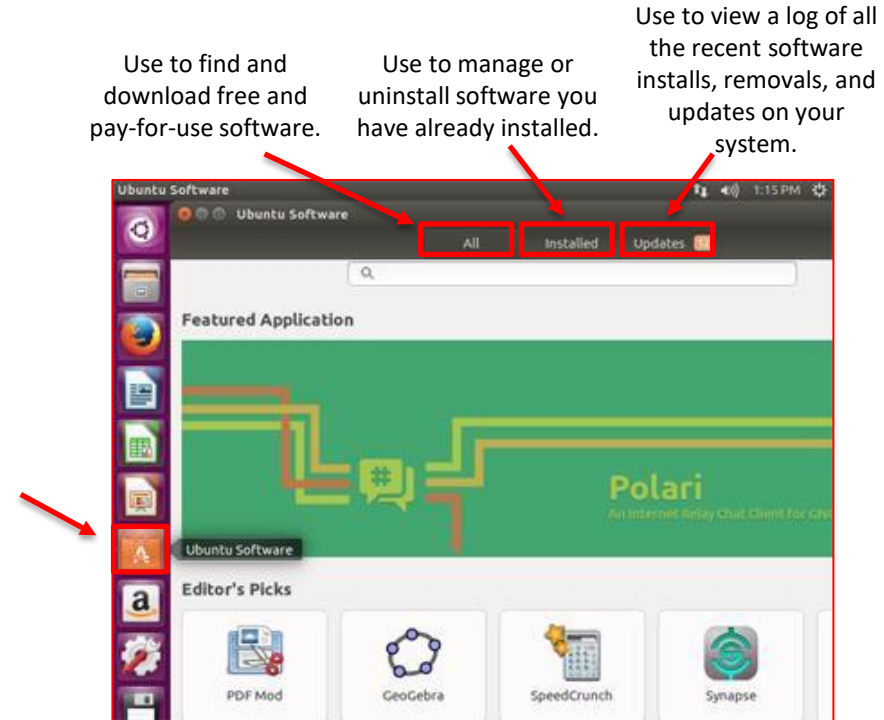 Use to find and
download free and
pay-for-use software.
Use to manage or
uninstall software you
have already installed.
Use to view a log of all
the recent software
installs, removals, and
updates on your
system.
Ubuntu Software
1:15 PM
Ubuntu Software
All
Installed
Updates
Featured Application
#
Polari
An Internet Relay Chat Client for GNO
Ubuntu Software
Editor's Picks
a
PDF Mod
GeoGebra
SpeedCrunch
Synapse